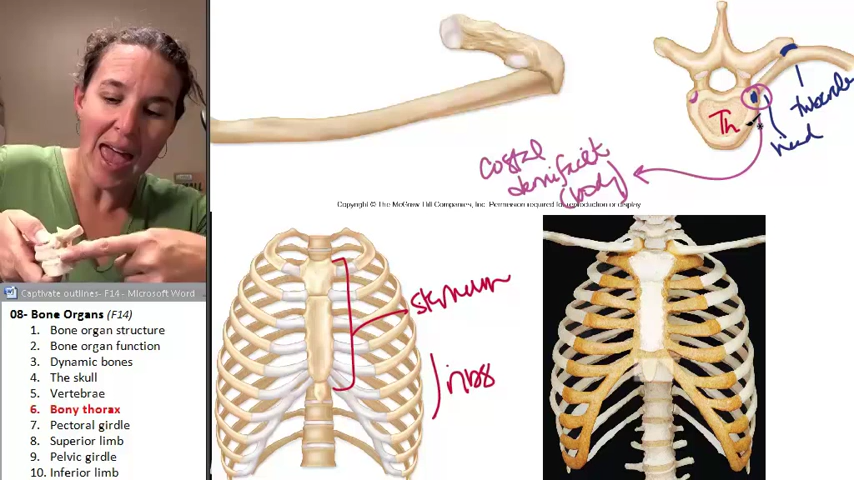 Th
tubercle
head
costal
demifacet
(body)
Copyright © The McGraw Hill Companies, Inc. Permission required for reproduction or display
sternum
ribs
Captivate outlines- F14 - Microsoft Word
08- Bone Organs (F14)
1. Bone organ structure
2. Bone organ function
3. Dynamic bones
4. The skull
5. Vertebrae
6. Bony thorax
7. Pectoral girdle
8. Superior limb
9. Pelvic girdle
10. Inferior limb